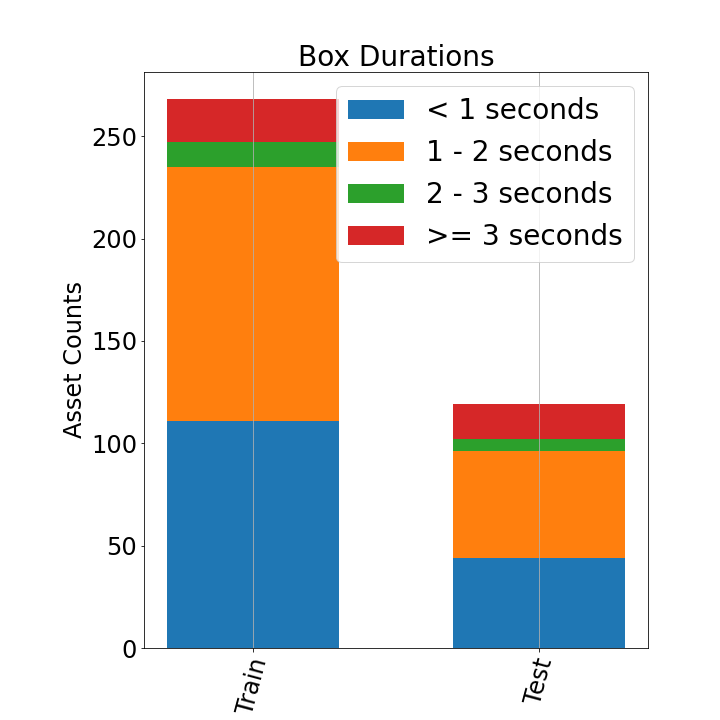 Box Durations
< 1 seconds
1 - 2 seconds
2 - 3 seconds
>= 3 seconds
250
200
150
100
50
0
Asset Counts
Train
Test